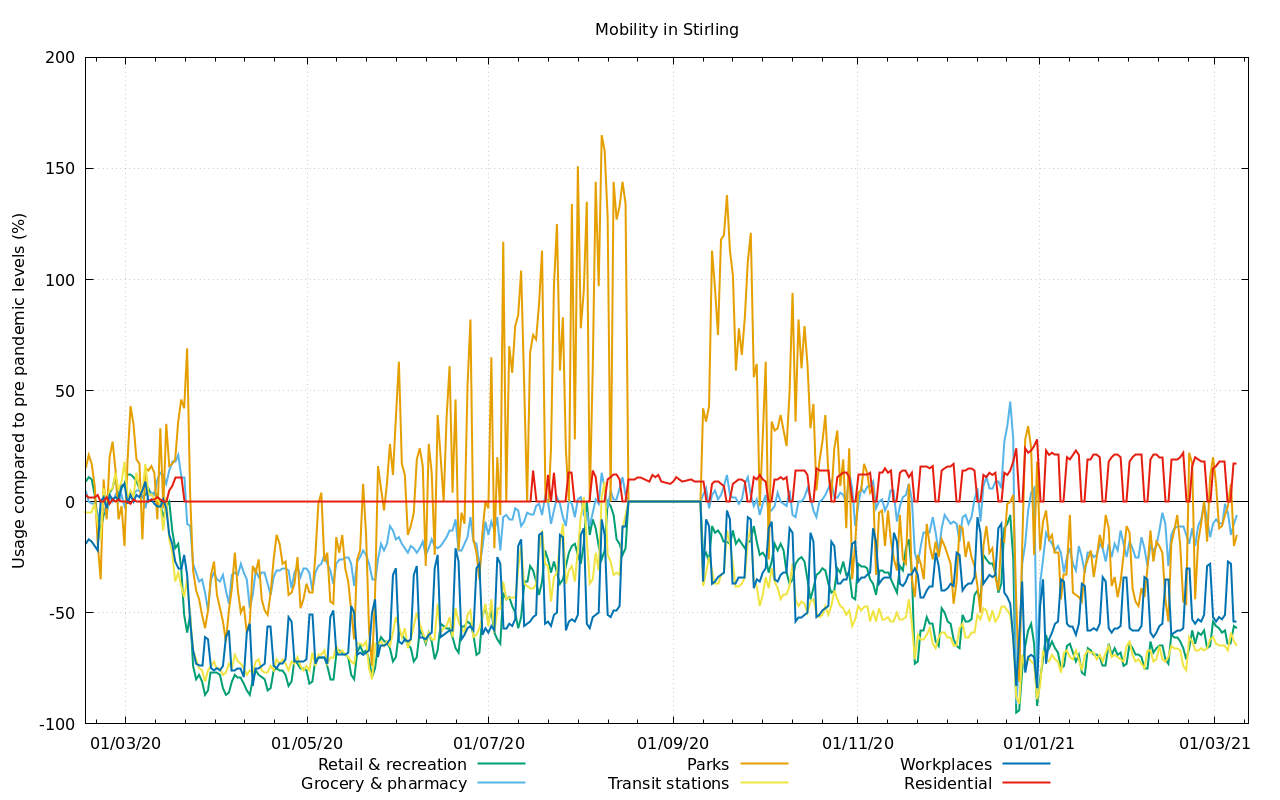 Mobility in Stirling
Usage compared to pre pandemic levels (%)
200
150
100
50
0
-50
-100
01/03/20 01/05/20 01/07/20 01/09/20 01/11/20 01/01/21 01/03/21
Retail & recreation Parks Workplaces
Grocery & pharmacy Transit stations Residential